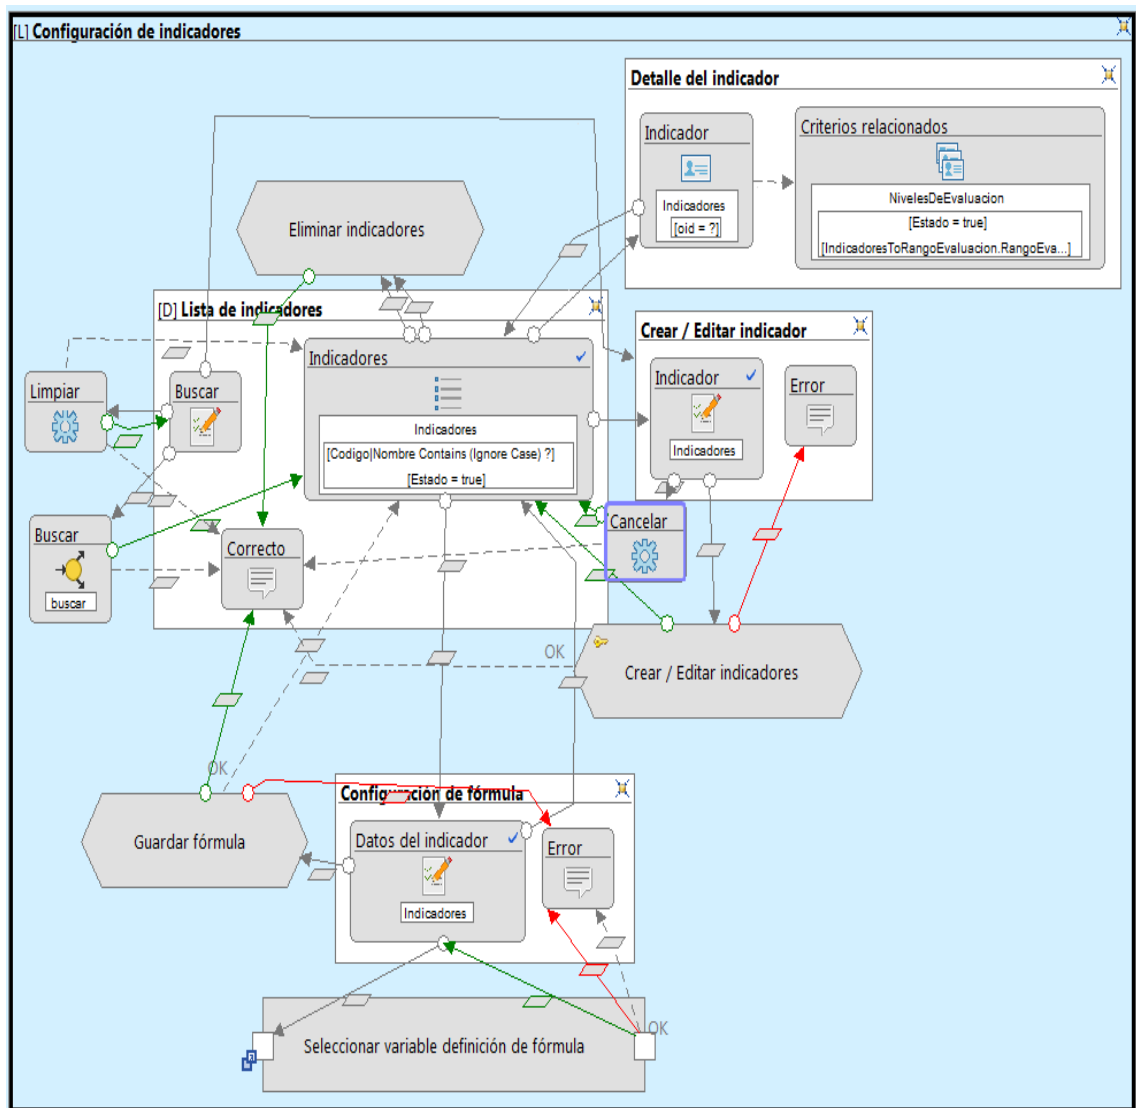 [L] Configuración de indicadores
Detalle del indicador
Indicador
Indicadores
[oid = ?]
Criterios relacionados
NivelesDeEvaluacion
[Estado = true]
[IndicadoresToRangoEvaluacion.RangoEva...]
Eliminar indicadores
[D] Lista de indicadores
Indicadores
Indicadores
[Codigo|Nombre Contains (Ignore Case) ?]
[Estado = true]
Limpiar
Buscar
Buscar
buscar
Correcto
Crear / Editar indicador
Indicador
Indicadores
Error
Cancelar
OK
Crear / Editar indicadores
OK
Guardar fórmula
Configuración de fórmula
Datos del indicador
Indicadores
Error
OK
Seleccionar variable definición de fórmula